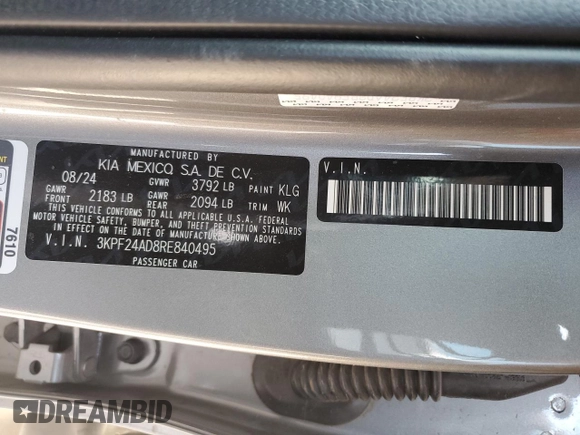 MANUFACTURED BY
KIA MEXICO, S.A. DE C.V.
08/24 GVWR 3792 LB PAINT KLG
GAWR FRONT 2183 LB GAWR REAR 2094 LB TRIM WK
THIS VEHICLE CONFORMS TO ALL APPLICABLE U.S.A. FEDERAL
MOTOR VEHICLE SAFETY, BUMPER, AND THEFT PREVENTION STANDARDS
IN EFFECT ON THE DATE OF MANUFACTURE SHOWN ABOVE.
V.I.N. 3KPF24AD8RE840495
PASSENGER CAR
V.I.N.
7610
DREAMBID